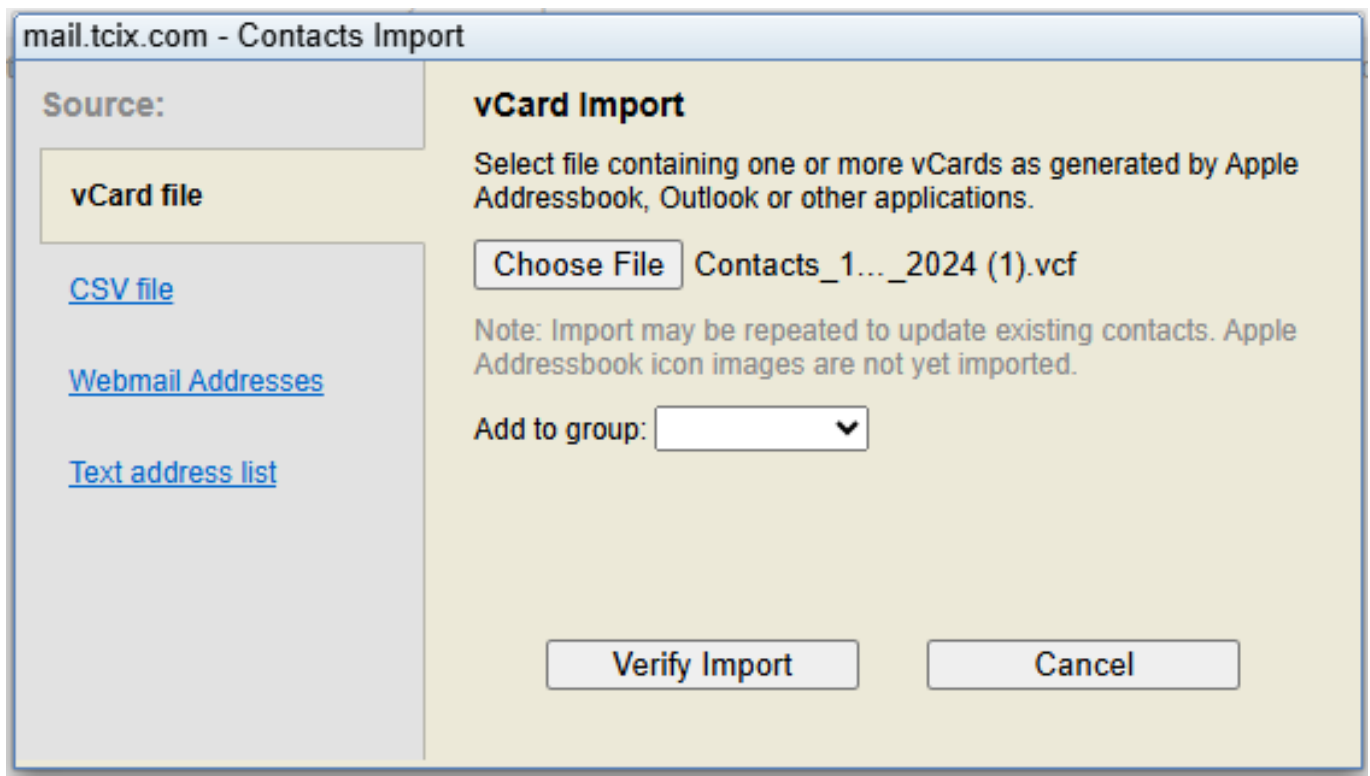 mail.tcix.com - Contacts Import
Source:
vCard file
CSV file
Webmail Addresses
Text address list
vCard Import
Select file containing one or more vCards as generated by Apple
Addressbook, Outlook or other applications.
Choose File Contacts_1..._2024 (1).vcf
Note: Import may be repeated to update existing contacts. Apple
Addressbook icon images are not yet imported.
Add to group:
Verify Import Cancel